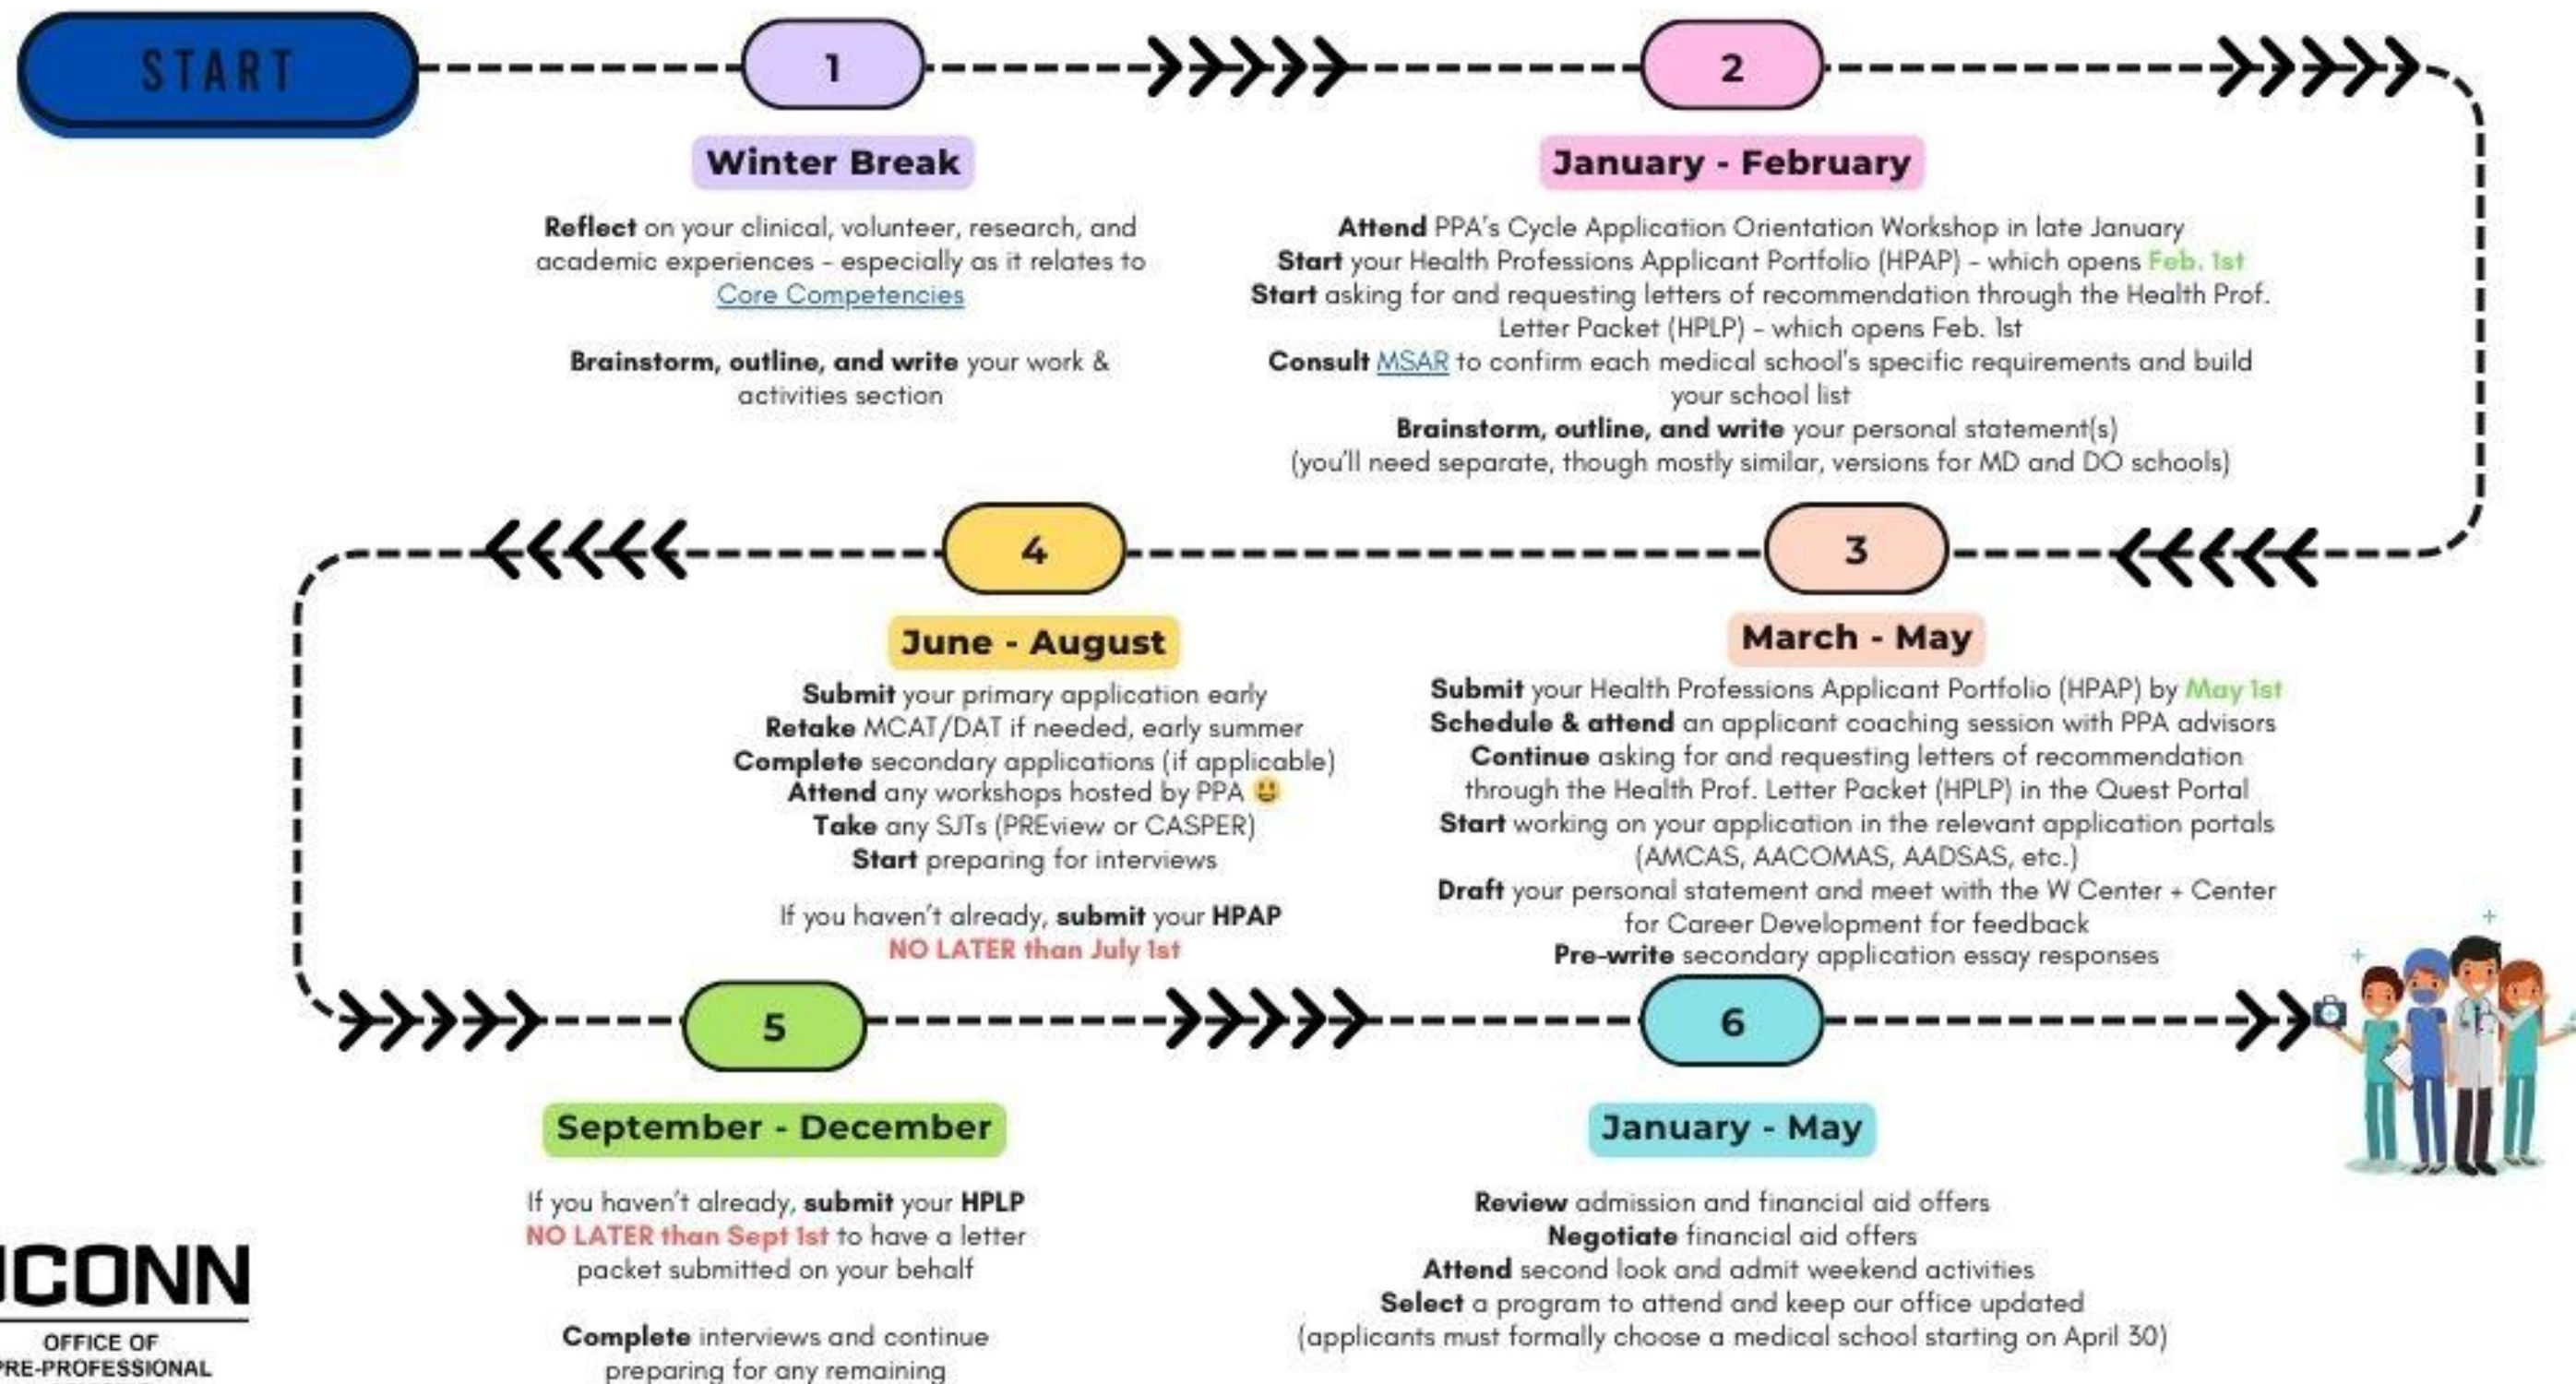 START
1
2
Winter Break
Reflect on your clinical, volunteer, research, and
academic experiences - especially as it relates to
Core Competencies
Brainstorm, outline, and write your work &
activities section
January - February
Attend PPA's Cycle Application Orientation Workshop in late January
Start your Health Professions Applicant Portfolio (HPAP) - which opens Feb. 1st
Start asking for and requesting letters of recommendation through the Health Prof.
Letter Packet (HPLP) - which opens Feb. 1st
Consult MSAR to confirm each medical school's specific requirements and build
your school list
Brainstorm, outline, and write your personal statement(s)
(you'll need separate, though mostly similar, versions for MD and DO schools)
3
March - May
Submit your Health Professions Applicant Portfolio (HPAP) by May 1st
Schedule & attend an applicant coaching session with PPA advisors
Continue asking for and requesting letters of recommendation
through the Health Prof. Letter Packet (HPLP) in the Quest Portal
Start working on your application in the relevant application portals
(AMCAS, AACOMAS, AADSAS, etc.)
Draft your personal statement and meet with the W Center + Center
for Career Development for feedback
Pre-write secondary application essay responses
4
June - August
Submit your primary application early
Retake MCAT/DAT if needed, early summer
Complete secondary applications (if applicable)
Attend any workshops hosted by PPA 😃
Take any SJTs (PREview or CASPER)
Start preparing for interviews
If you haven't already, submit your HPAP
NO LATER than July 1st
5
September - December
If you haven't already, submit your HPLP
NO LATER than Sept 1st to have a letter
packet submitted on your behalf
Complete interviews and continue
preparing for any remaining
6
January - May
Review admission and financial aid offers
Negotiate financial aid offers
Attend second look and admit weekend activities
Select a program to attend and keep our office updated
(applicants must formally choose a medical school starting on April 30)
UCONN
OFFICE OF
PRE-PROFESSIONAL